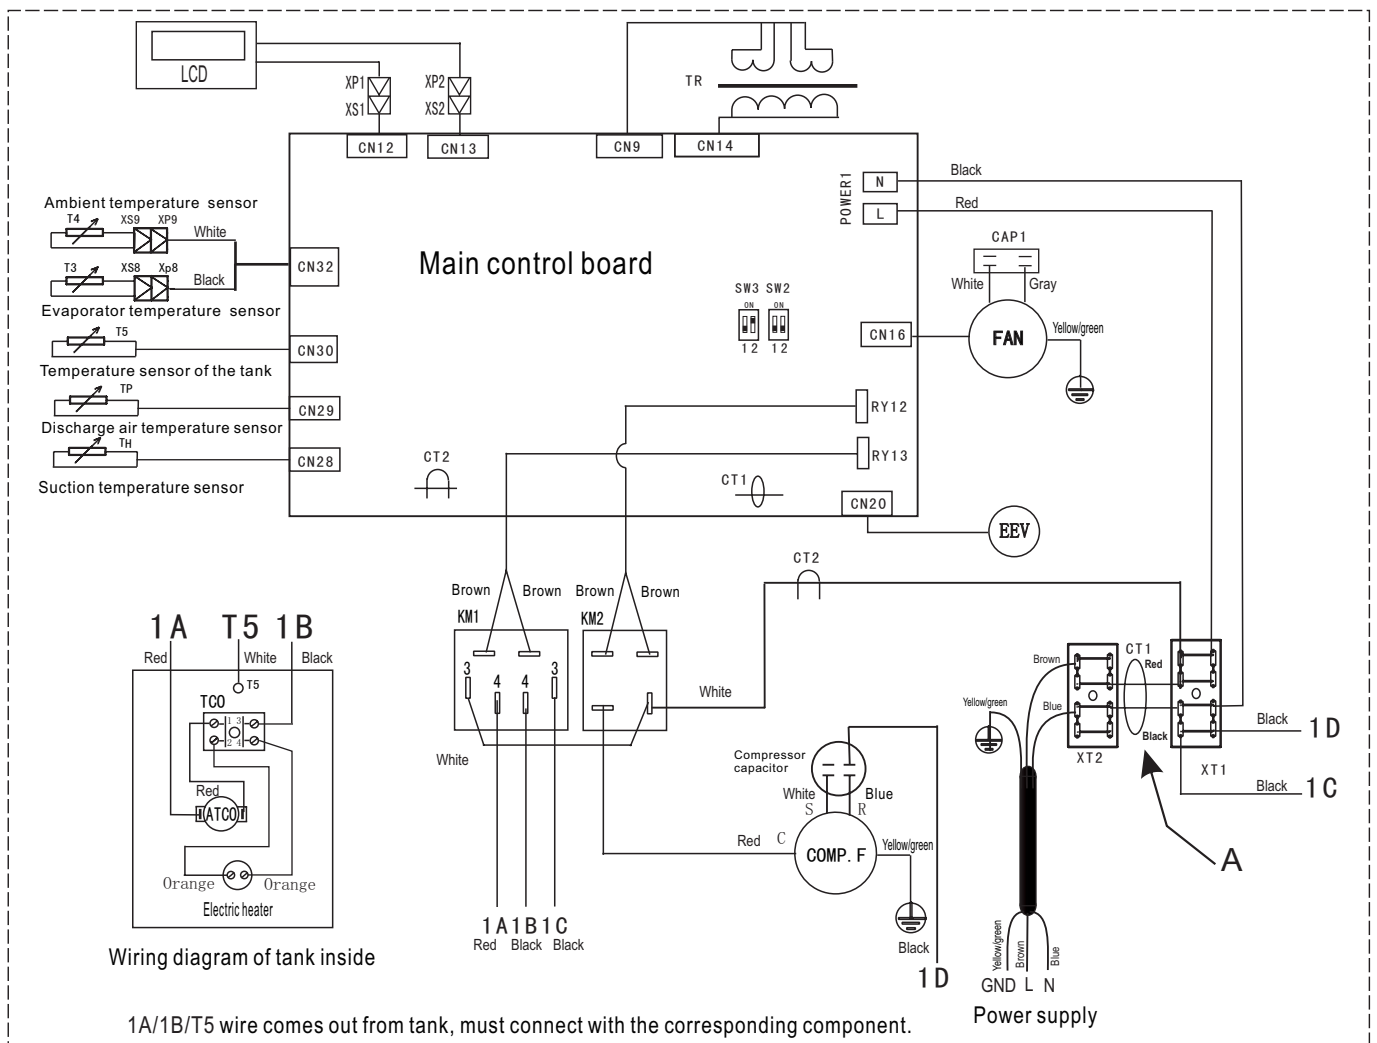 LCD
XP1
XS1
XP2
XS2
TR
CN12
CN13
CN9
CN14
POWER1
N
L
Black
Red
Ambient temperature sensor
T4
XS9
XP9
White
T3
XS8
Xp8
Black
Evaporator temperature sensor
CN32
T5
CN30
Temperature sensor of the tank
TP
CN29
Discharge air temperature sensor
TH
CN28
Suction temperature sensor
Main control board
SW3 SW2
ON
ON
1 2
1 2
CAP1
White
Gray
CN16
FAN
Yellow/green
RY12
RY13
CT2
CT1
CN20
EEV
CT2
Brown
Brown
Brown
Brown
KM1
KM2
3
4
4
3
White
White
1A T5 1B
Red
White
Black
T5
TCO
1 3
2 4
Red
ATCO
Orange
Orange
Electric heater
Wiring diagram of tank inside
1A 1B 1C
Red
Black
Black
Compressor
capacitor
White
Blue
S
R
Red
C
COMP. F
Yellow/green
Black
1D
Brown
Blue
Yellow/green
CT1
Red
Black
XT2
XT1
Black
1D
Black
1C
A
Yellow/green
Brown
Blue
GND L N
Power supply
1A/1B/T5 wire comes out from tank, must connect with the corresponding component.